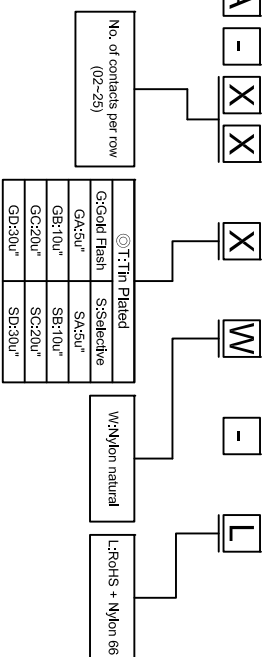 A - X X X W - L
No. of contacts per row
(02~25)
◎T:Tin Plated
G:Gold Flash S:Selective
GA:5u" SA:5u"
GB:10u" SB:10u"
GC:20u" SC:20u"
GD:30u" SD:30u"
W:Nylon natural
L:RoHS + Nylon 66